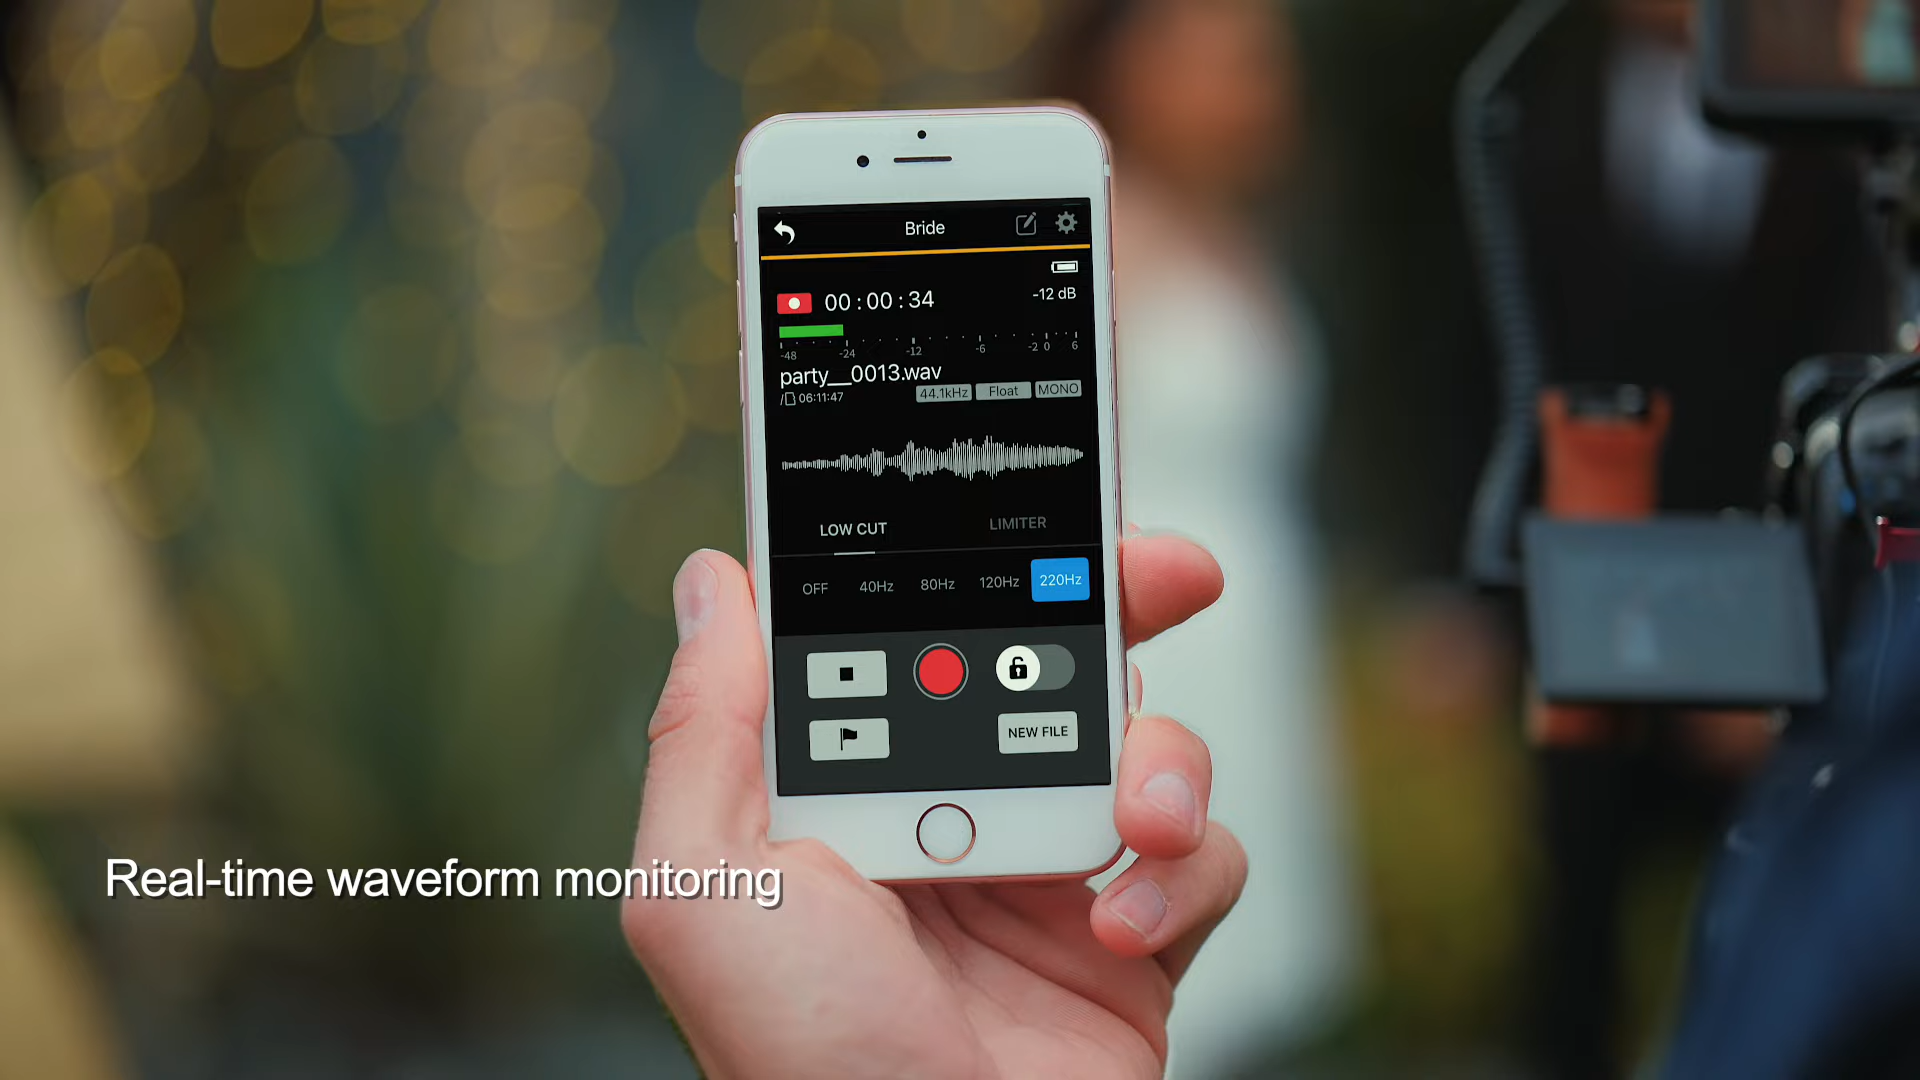 Bride
00 : 00 : 34
-12 dB
-48 -24 -12 -6 -2 0 6
party__0013.wav
/ 06:11:47 44.1kHz Float MONO
LOW CUT LIMITER
OFF 40Hz 80Hz 120Hz 220Hz
NEW FILE
Real-time waveform monitoring